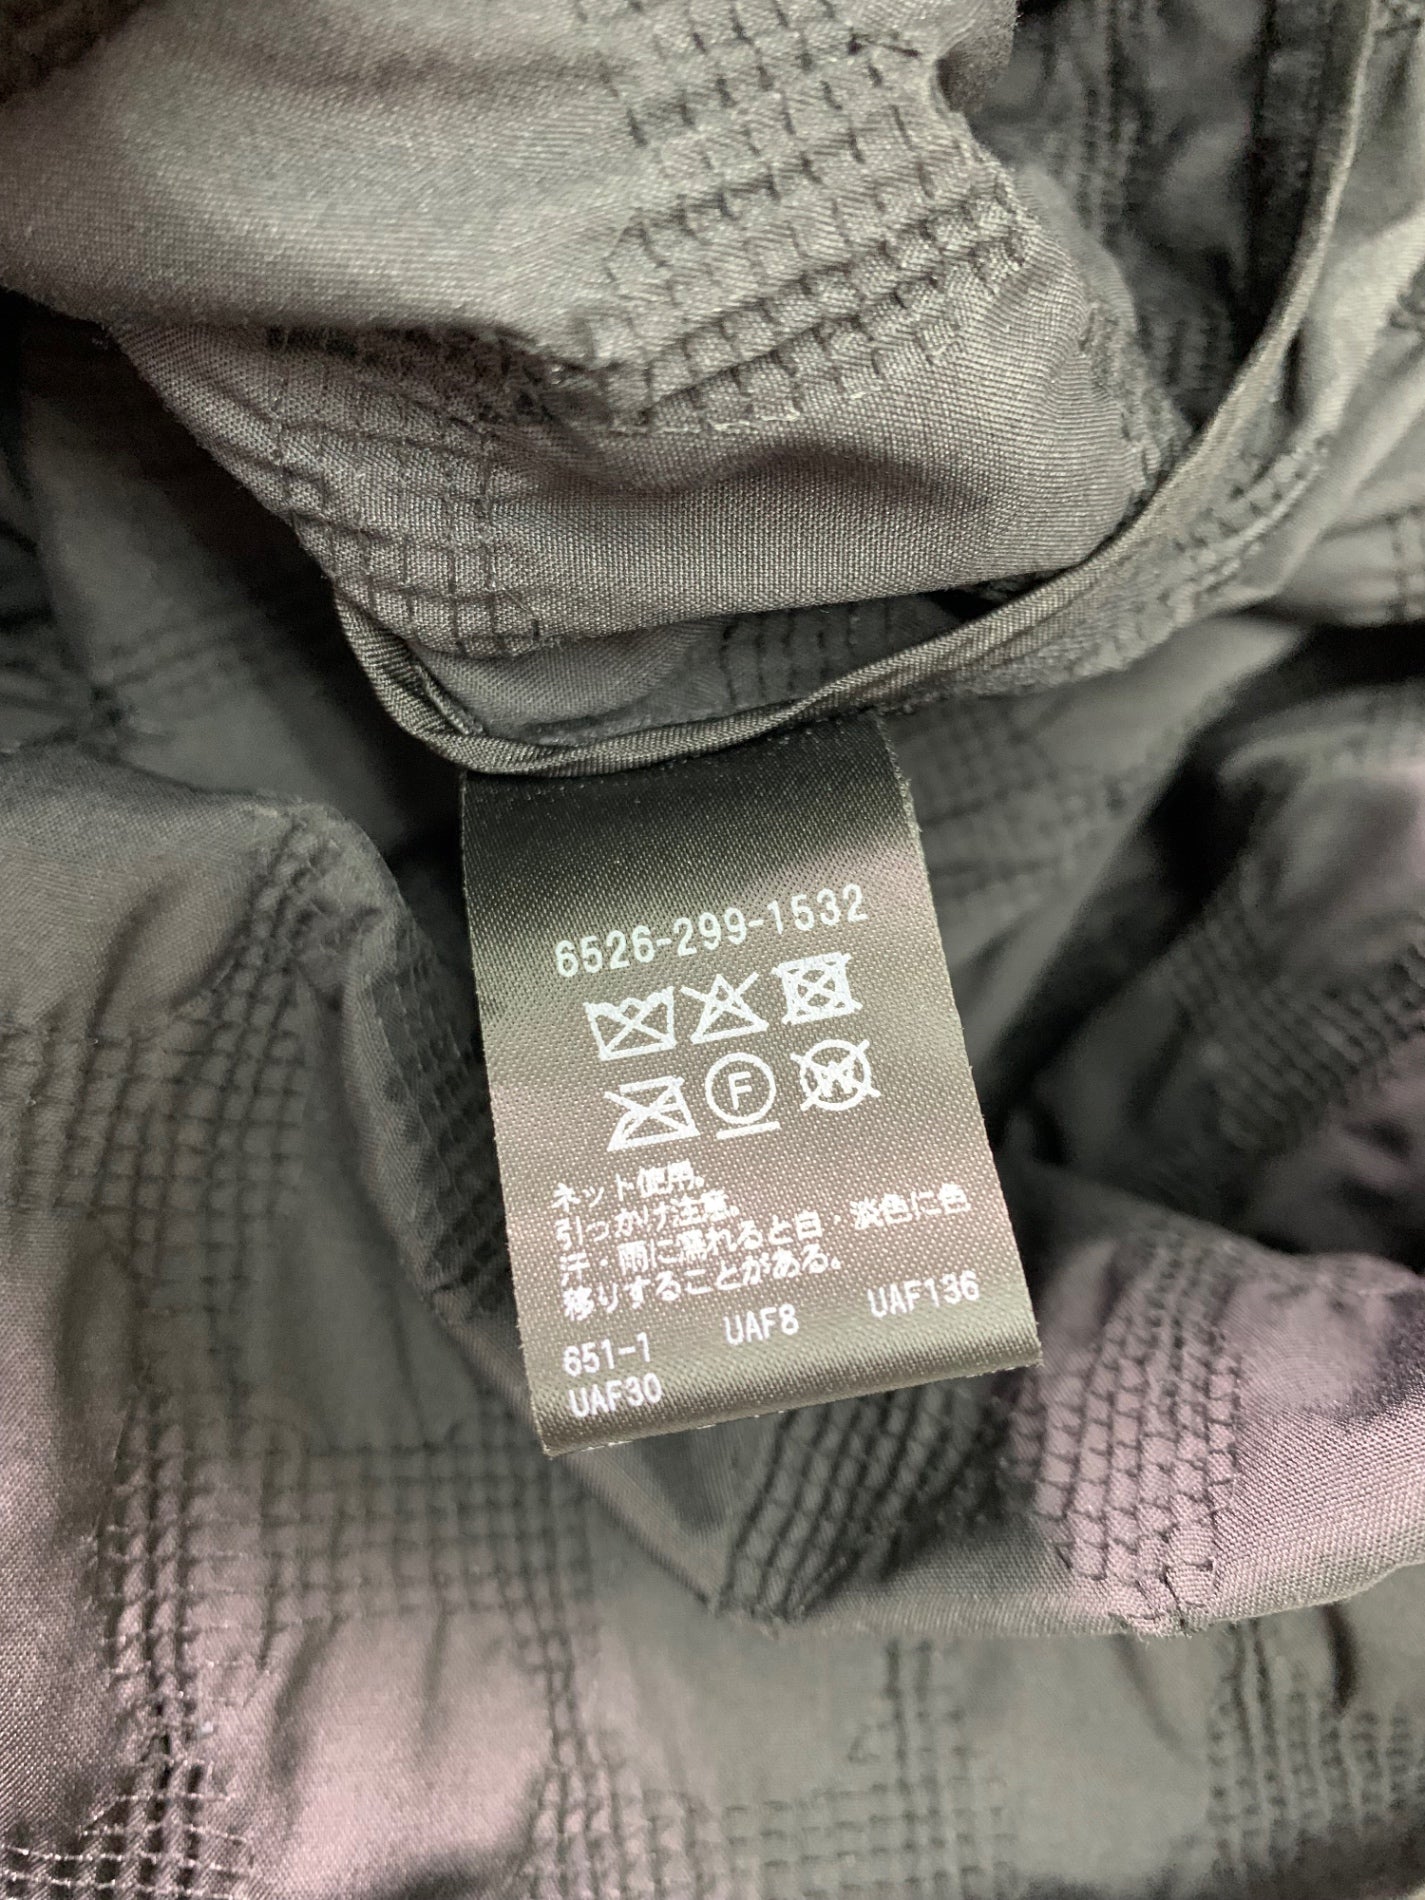 6526-299-1532
F
W
ネット使用。
引っかけ注意。
汗・雨に濡れると白・淡色に色
移りすることがある。
651-1 UAF8 UAF136
UAF30